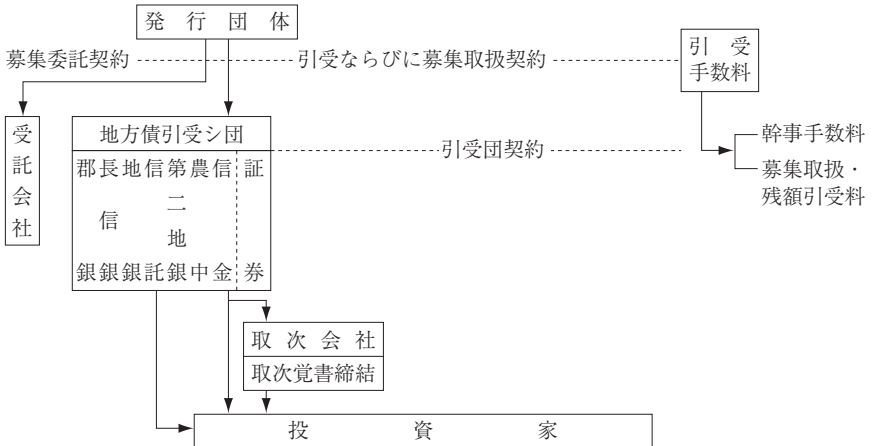 発行団体
募集委託契約
引受ならびに募集取扱契約
引受
手数料
受託会社
地方債引受シ団
引受団契約
幹事手数料
募集取扱・
残額引受料
郡銀
長信銀
地銀
信託
第二地銀
農中
信金
証券
取次会社
取次覚書締結
投資家